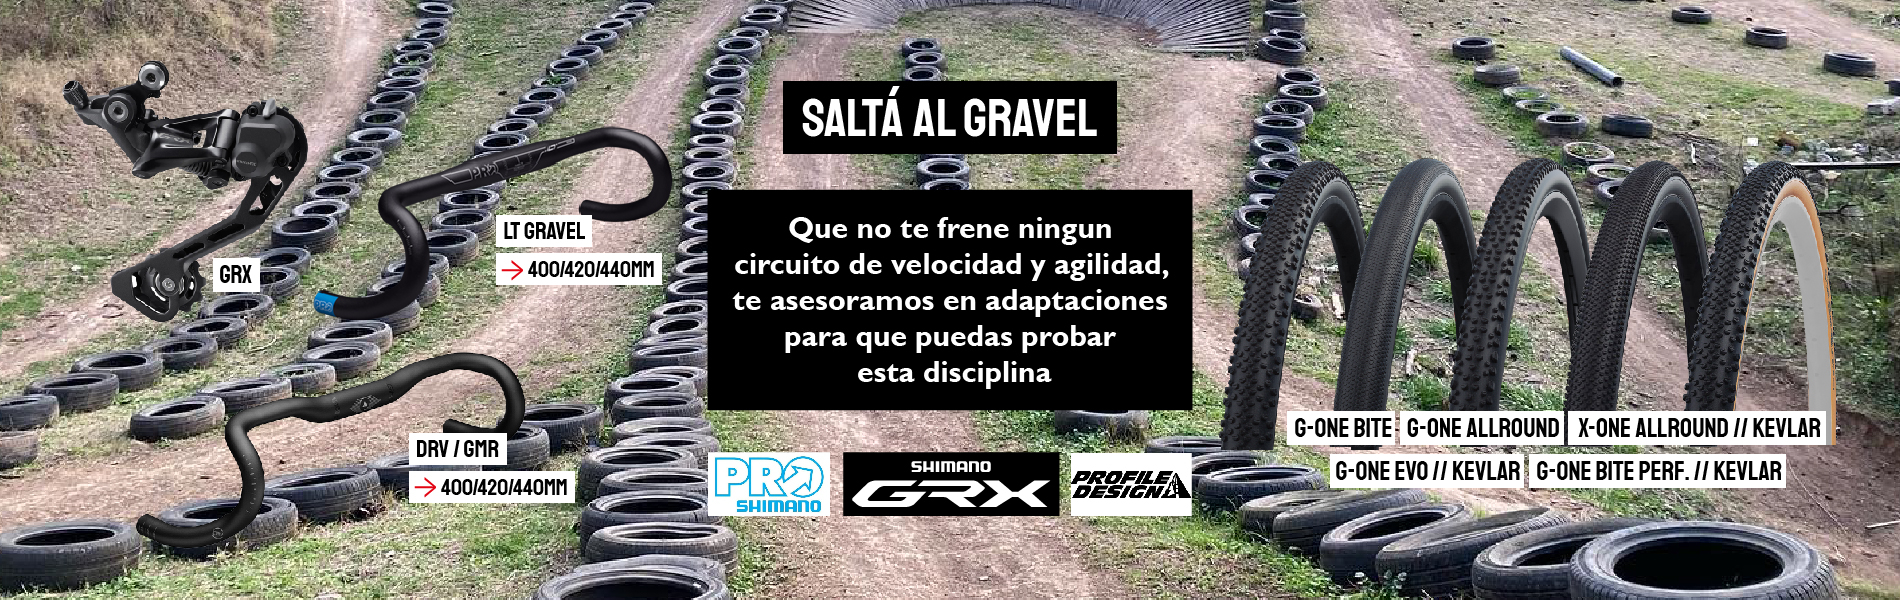 SALTÁ AL GRAVEL
Que no te frene ningun
circuito de velocidad y agilidad,
te asesoramos en adaptaciones
para que puedas probar
esta disciplina
GRX
PRO
LT GRAVEL
→ 400/420/440MM
PRO
DRV / GMR
→ 400/420/440MM
PRO
SHIMANO
SHIMANO
GRX
PROFILE
DESIGN
G-ONE BITE
G-ONE ALLROUND
X-ONE ALLROUND // KEVLAR
G-ONE EVO // KEVLAR
G-ONE BITE PERF. // KEVLAR